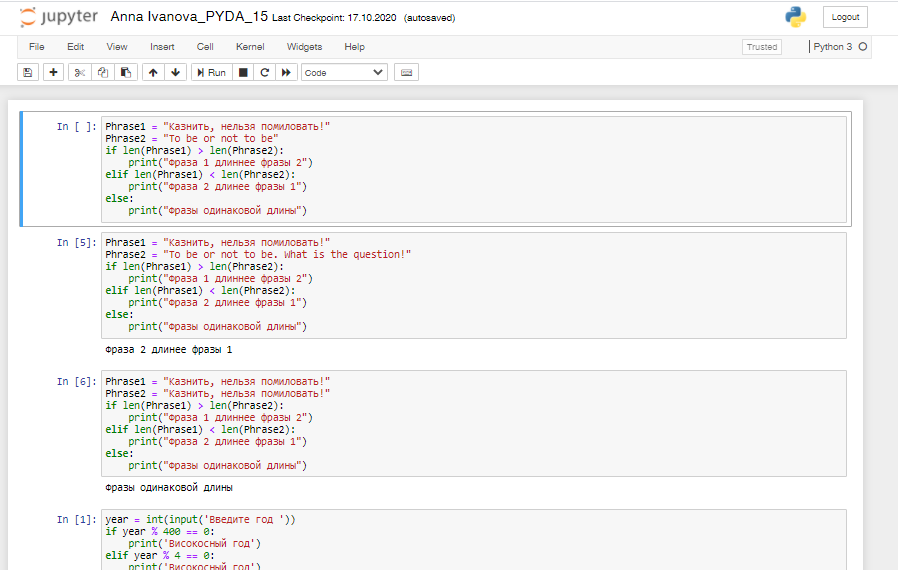 jupyter Anna Ivanova_PYDA_15 Last Checkpoint: 17.10.2020 (autosaved) Logout
File Edit View Insert Cell Kernel Widgets Help Trusted Python 3
Run Code
In [ ]: Phrase1 = "Казнить, нельзя помиловать!"
Phrase2 = "To be or not to be"
if len(Phrase1) > len(Phrase2):
    print("Фраза 1 длиннее фразы 2")
elif len(Phrase1) < len(Phrase2):
    print("Фраза 2 длинее фразы 1")
else:
    print("Фразы одинаковой длины")
In [5]: Phrase1 = "Казнить, нельзя помиловать!"
Phrase2 = "To be or not to be. What is the question!"
if len(Phrase1) > len(Phrase2):
    print("Фраза 1 длиннее фразы 2")
elif len(Phrase1) < len(Phrase2):
    print("Фраза 2 длинее фразы 1")
else:
    print("Фразы одинаковой длины")
Фраза 2 длинее фразы 1
In [6]: Phrase1 = "Казнить, нельзя помиловать!"
Phrase2 = "Казнить, нельзя помиловать!"
if len(Phrase1) > len(Phrase2):
    print("Фраза 1 длиннее фразы 2")
elif len(Phrase1) < len(Phrase2):
    print("Фраза 2 длинее фразы 1")
else:
    print("Фразы одинаковой длины")
Фразы одинаковой длины
In [1]: year = int(input('Введите год '))
if year % 400 == 0:
    print('Високосный год')
elif year % 4 == 0:
    print('Високосный год')